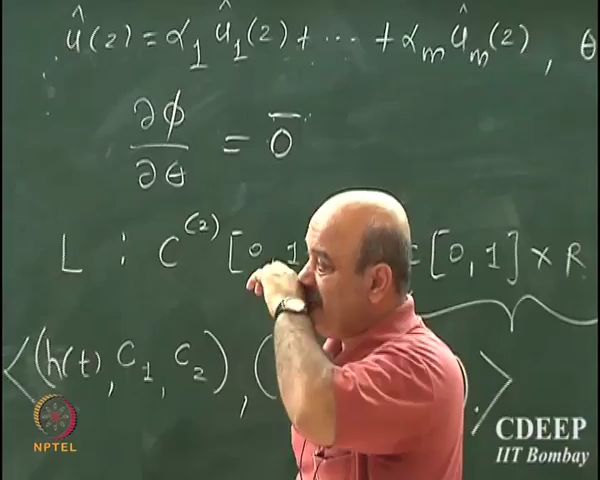 û(z) = α₁ û₁(z) + ... + αₘ ûₘ(z), θ
∂φ/∂θ = 0̄
L : C⁽²⁾[0, 1 C[0,1] × R
<(h(t), C₁, C₂), ( >
NPTEL
CDEEP
IIT Bombay